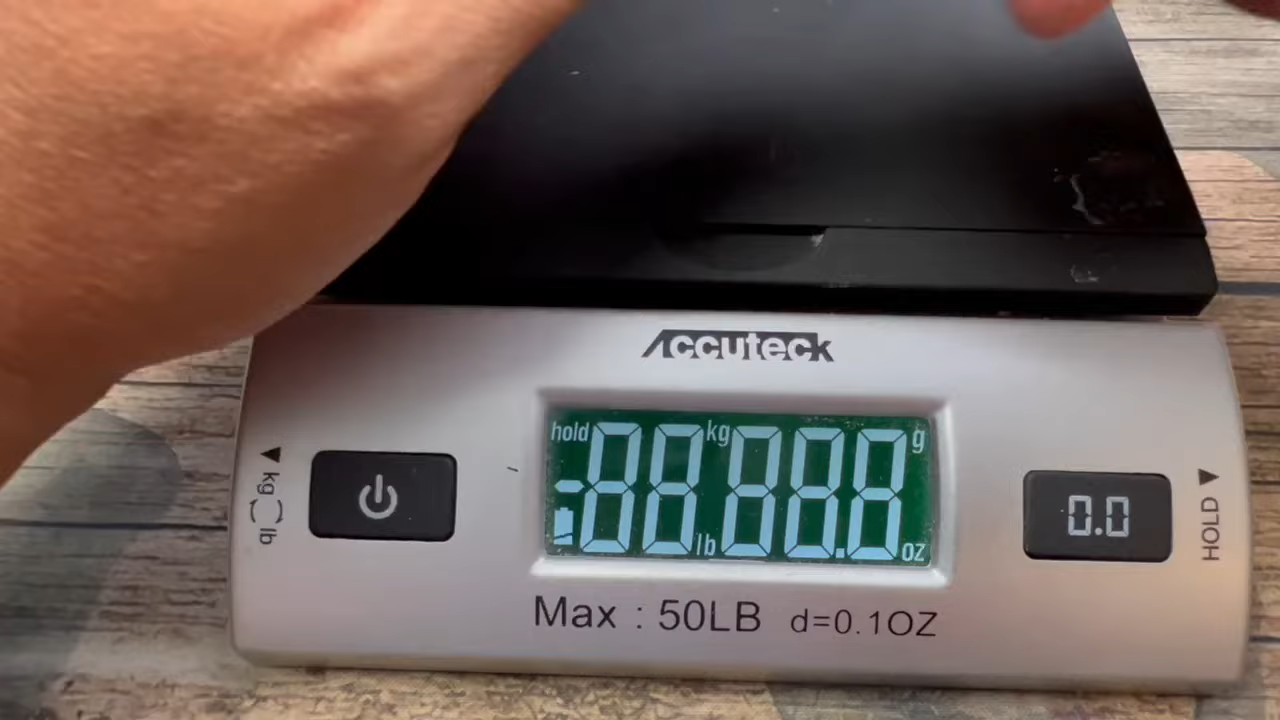 Accuteck
hold kg g
-88 888.8
lb oz
kg lb
0.0
HOLD
Max : 50LB d=0.1OZ